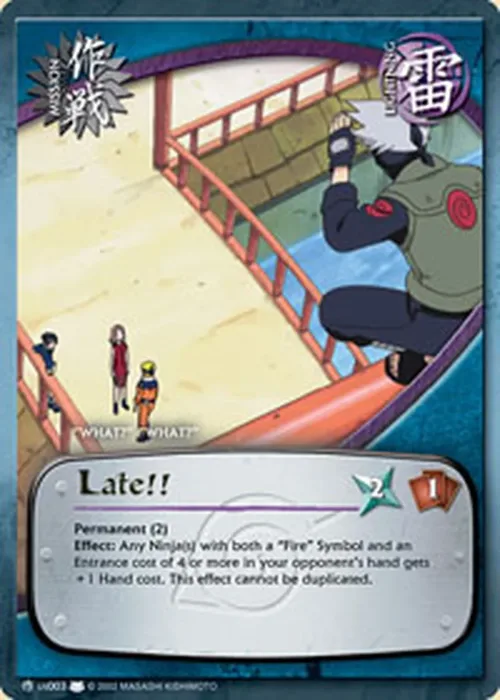 MISSION
作戦
LIGHTNING
雷
"WHAT?" "WHAT?"
Late!!
2
1
Permanent (2)
Effect: Any Ninja(s) with both a "Fire" Symbol and an
Entrance cost of 4 or more in your opponent's hand gets
+1 Hand cost. This effect cannot be duplicated.
© 2002 MASASHI KISHIMOTO